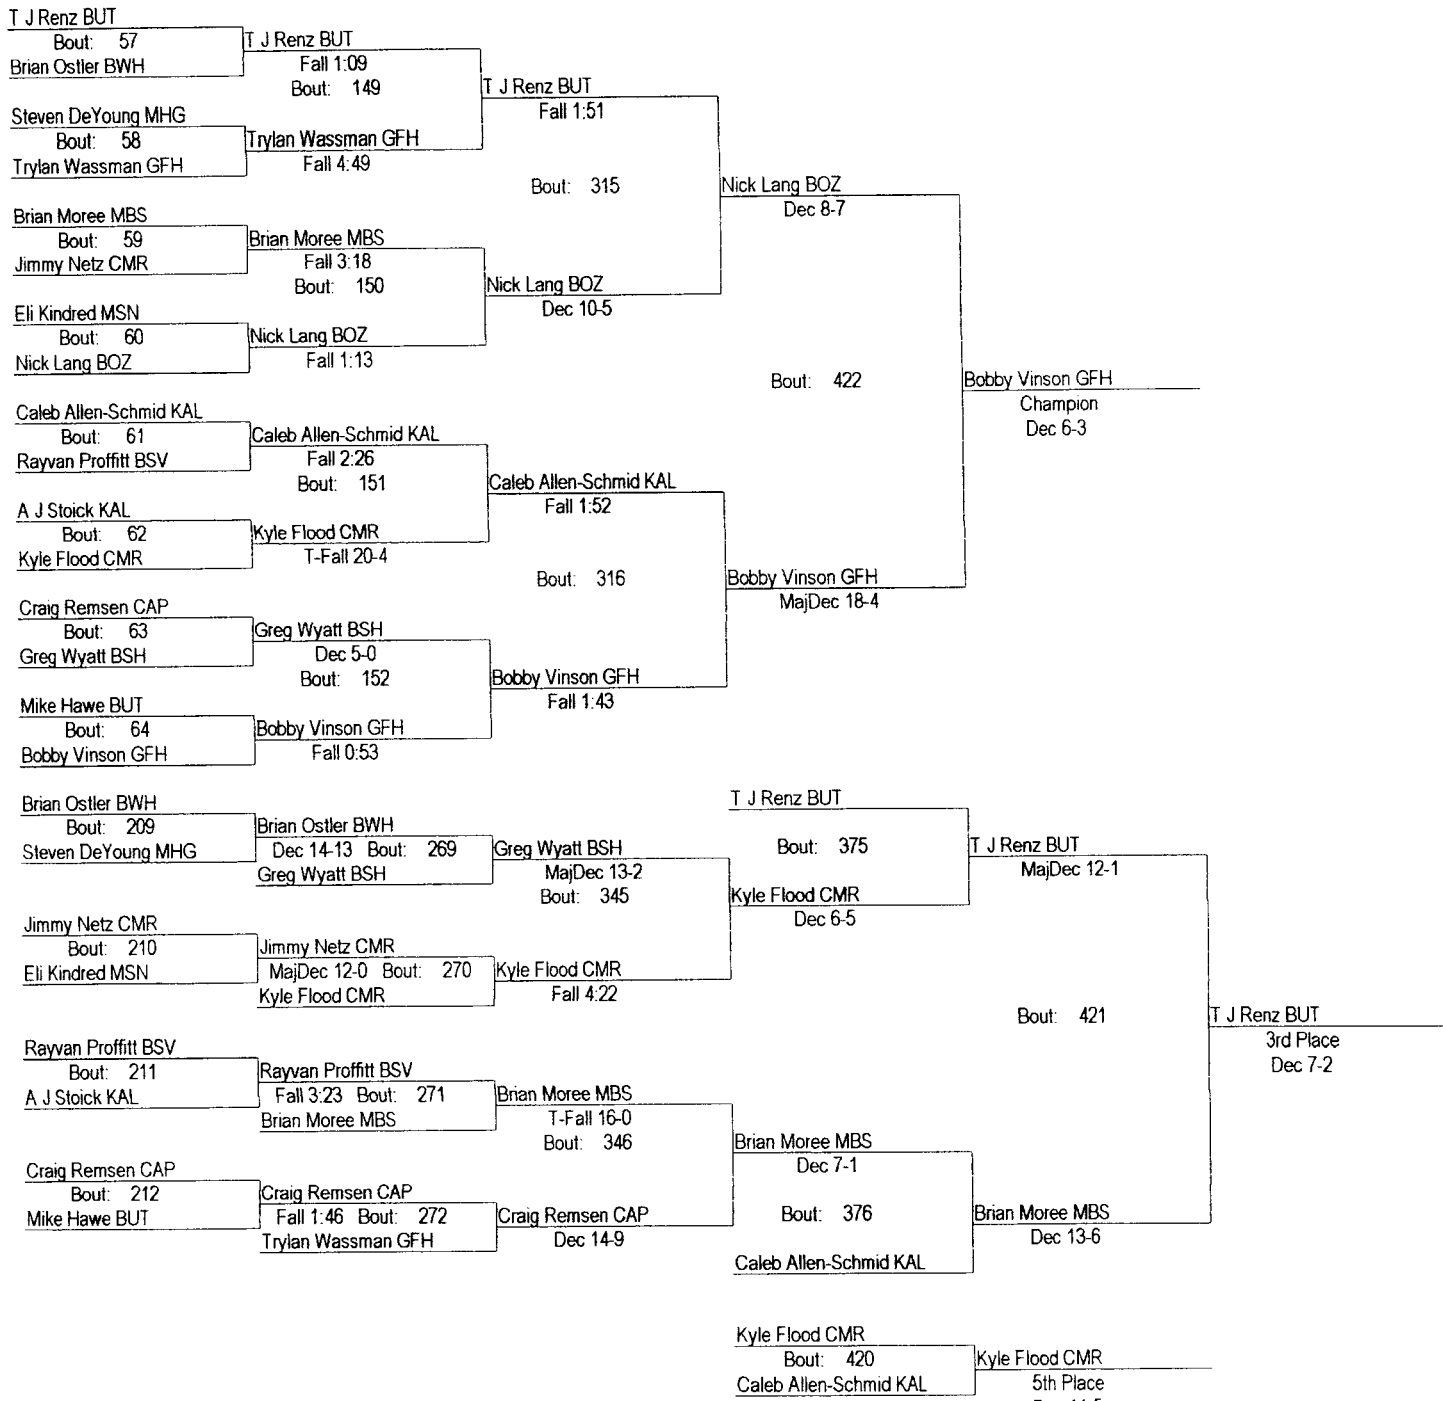 T J Renz BUT
Bout: 57
Brian Ostler BWH
T J Renz BUT
Fall 1:09
Bout: 149
Steven DeYoung MHG
Bout: 58
Trylan Wassman GFH
Trylan Wassman GFH
Fall 4:49
T J Renz BUT
Fall 1:51
Bout: 315
Brian Moree MBS
Bout: 59
Jimmy Netz CMR
Brian Moree MBS
Fall 3:18
Bout: 150
Eli Kindred MSN
Bout: 60
Nick Lang BOZ
Nick Lang BOZ
Fall 1:13
Nick Lang BOZ
Dec 10-5
Nick Lang BOZ
Dec 8-7
Bout: 422
Bobby Vinson GFH
Champion
Dec 6-3
Caleb Allen-Schmid KAL
Bout: 61
Rayvan Proffitt BSV
Caleb Allen-Schmid KAL
Fall 2:26
Bout: 151
A J Stoick KAL
Bout: 62
Kyle Flood CMR
Kyle Flood CMR
T-Fall 20-4
Caleb Allen-Schmid KAL
Fall 1:52
Bout: 316
Craig Remsen CAP
Bout: 63
Greg Wyatt BSH
Greg Wyatt BSH
Dec 5-0
Bout: 152
Mike Hawe BUT
Bout: 64
Bobby Vinson GFH
Bobby Vinson GFH
Fall 0:53
Bobby Vinson GFH
Fall 1:43
Bobby Vinson GFH
MajDec 18-4
Brian Ostler BWH
Bout: 209
Steven DeYoung MHG
Brian Ostler BWH
Dec 14-13 Bout: 269
Greg Wyatt BSH
Greg Wyatt BSH
MajDec 13-2
Bout: 345
Jimmy Netz CMR
Bout: 210
Eli Kindred MSN
Jimmy Netz CMR
MajDec 12-0 Bout: 270
Kyle Flood CMR
Kyle Flood CMR
Fall 4:22
T J Renz BUT
Bout: 375
Kyle Flood CMR
Dec 6-5
T J Renz BUT
MajDec 12-1
Bout: 421
T J Renz BUT
3rd Place
Dec 7-2
Rayvan Proffitt BSV
Bout: 211
A J Stoick KAL
Rayvan Proffitt BSV
Fall 3:23 Bout: 271
Brian Moree MBS
Brian Moree MBS
T-Fall 16-0
Bout: 346
Craig Remsen CAP
Bout: 212
Mike Hawe BUT
Craig Remsen CAP
Fall 1:46 Bout: 272
Trylan Wassman GFH
Craig Remsen CAP
Dec 14-9
Brian Moree MBS
Dec 7-1
Bout: 376
Caleb Allen-Schmid KAL
Brian Moree MBS
Dec 13-6
Kyle Flood CMR
Bout: 420
Caleb Allen-Schmid KAL
Kyle Flood CMR
5th Place